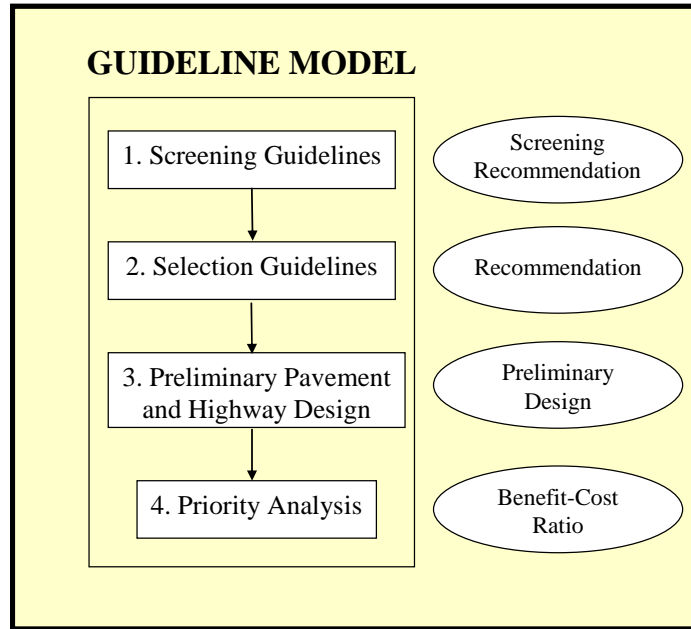 GUIDELINE MODEL
1. Screening Guidelines
Screening
Recommendation
2. Selection Guidelines
Recommendation
3. Preliminary Pavement
and Highway Design
Preliminary
Design
4. Priority Analysis
Benefit-Cost
Ratio